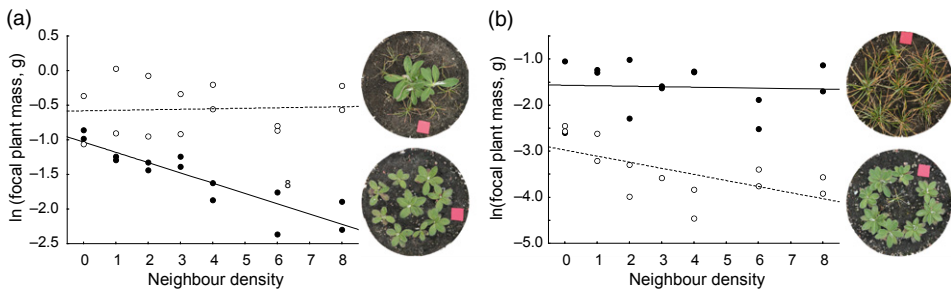 (a)
0.5
0.0
–0.5
–1.0
–1.5
–2.0
–2.5
ln (focal plant mass, g)
8
0 1 2 3 4 5 6 7 8
Neighbour density
(b)
–1.0
–2.0
–3.0
–4.0
–5.0
ln(focal plant mass, g)
0 1 2 3 4 5 6 7 8
Neighbour density